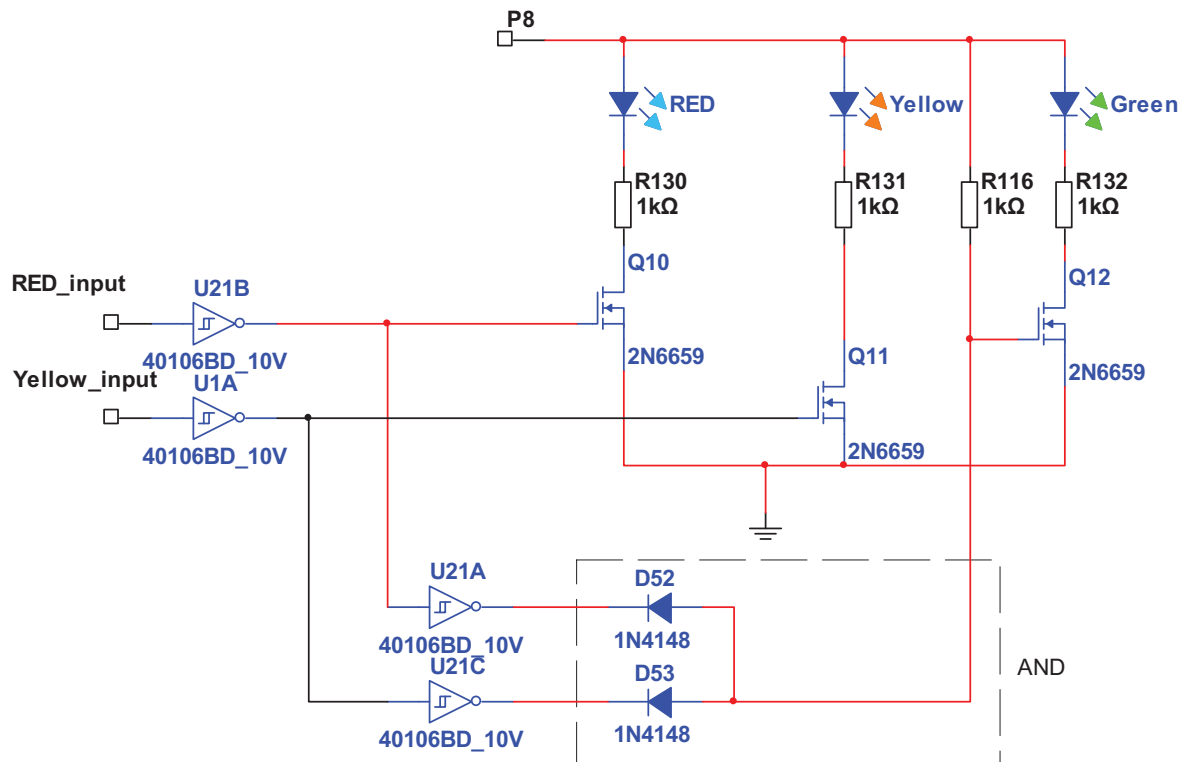 P8
RED
Yellow
Green
R130
1kΩ
R131
1kΩ
R116
1kΩ
R132
1kΩ
RED_input
U21B
40106BD_10V
Q10
2N6659
Q12
2N6659
Yellow_input
U1A
40106BD_10V
Q11
2N6659
U21A
40106BD_10V
D52
1N4148
U21C
40106BD_10V
D53
1N4148
AND